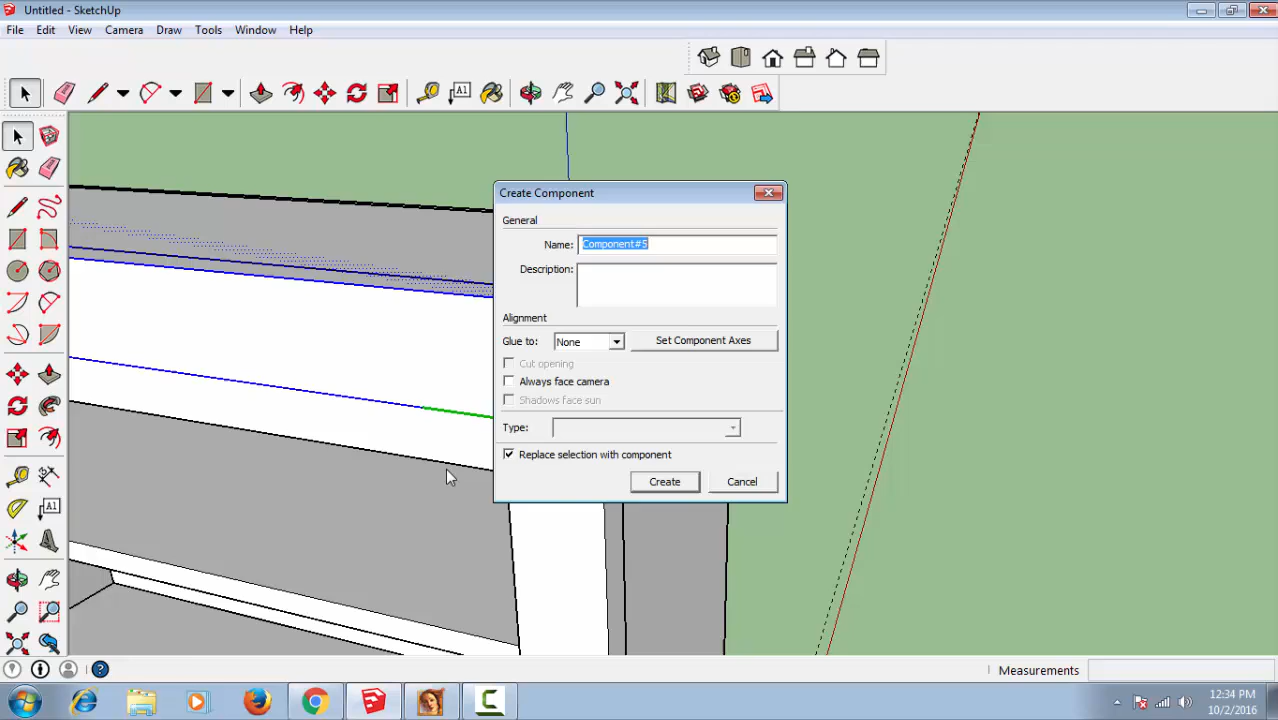 Untitled - SketchUp
File Edit View Camera Draw Tools Window Help
A1
Create Component
General
Name: Component#5
Description:
Alignment
Glue to: None Set Component Axes
Cut opening
Always face camera
Shadows face sun
Type:
Replace selection with component
Create Cancel
A1
Measurements
12:34 PM
10/2/2016